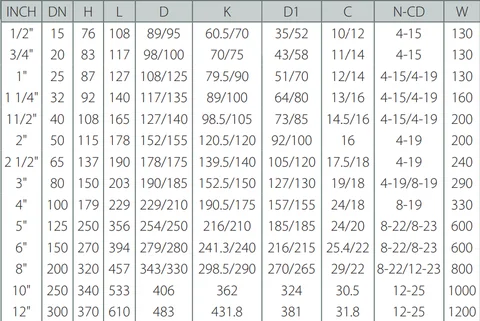 INCH DN H L D K D1 C N-CD W
1/2" 15 76 108 89/95 60.5/70 35/52 10/12 4-15 130
3/4" 20 83 117 98/100 70/75 43/58 11/14 4-15 130
1" 25 87 127 108/125 79.5/90 51/70 12/14 4-15/4-19 130
1 1/4" 32 92 140 117/135 89/100 64/80 13/16 4-15/4-19 160
11/2" 40 108 165 127/140 98.5/105 73/85 14.5/16 4-15/4-19 200
2" 50 115 178 152/155 120.5/120 92/100 16 4-19 200
2 1/2" 65 137 190 178/175 139.5/140 105/120 17.5/18 4-19 240
3" 80 150 203 190/185 152.5/150 127/130 19/18 4-19/8-19 290
4" 100 179 229 229/210 190.5/175 157/155 24/18 8-19 330
5" 125 250 356 254/250 216/210 185/185 24/20 8-22/8-23 600
6" 150 270 394 279/280 241.3/240 216/215 25.4/22 8-22/8-23 600
8" 200 320 457 343/330 298.5/290 270/265 29/22 8-22/12-23 800
10" 250 340 533 406 362 324 30.5 12-25 1000
12" 300 370 610 483 431.8 381 31.8 12-25 1200